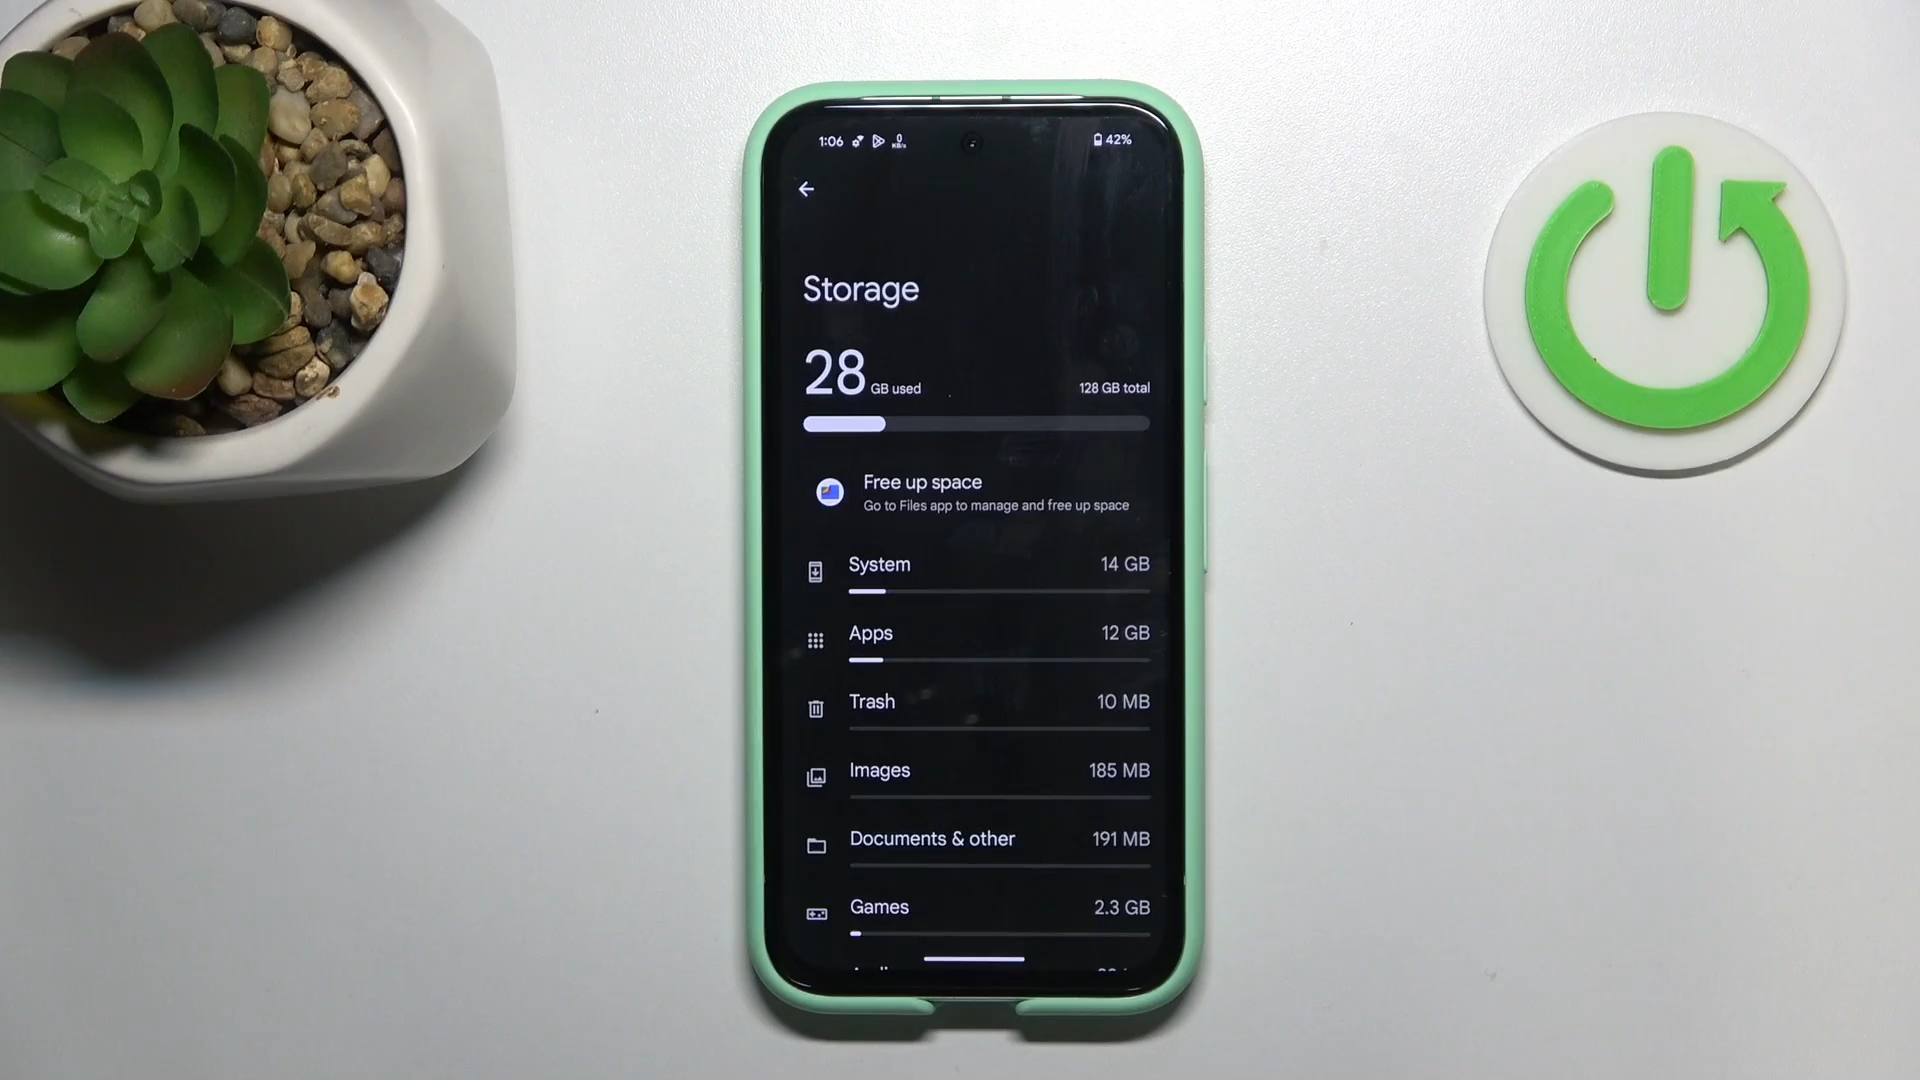 1:06 0 KB/s 42%
Storage
28 GB used 128 GB total
Free up space
Go to Files app to manage and free up space
System 14 GB
Apps 12 GB
Trash 10 MB
Images 185 MB
Documents & other 191 MB
Games 2.3 GB